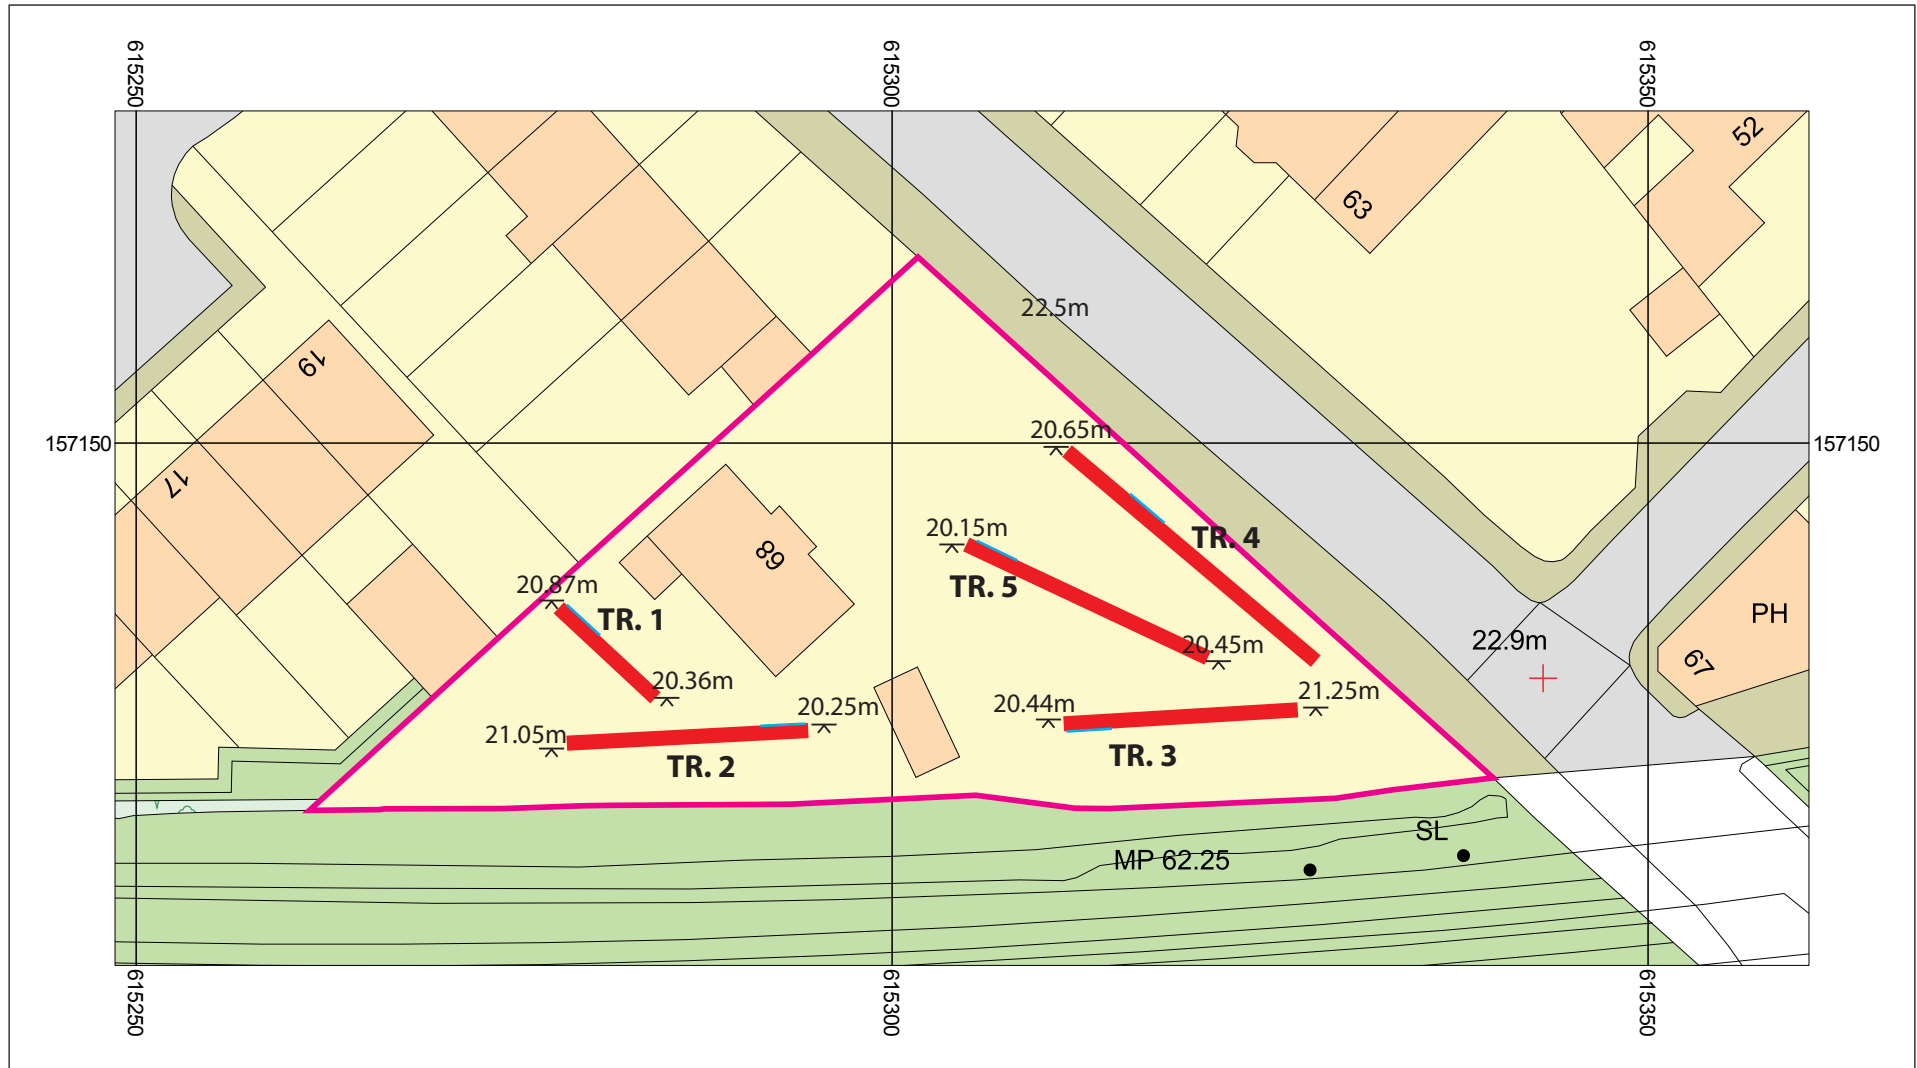 615250
615300
615350
52
63
22.5m
19
157150
157150
20.65m
17
20.15m
TR. 4
68
TR. 5
20.87m
TR. 1
PH
22.9m
20.45m
67
20.36m
21.25m
20.44m
20.25m
21.05m
TR. 3
TR. 2
SL
MP 62.25
615250
615300
615350